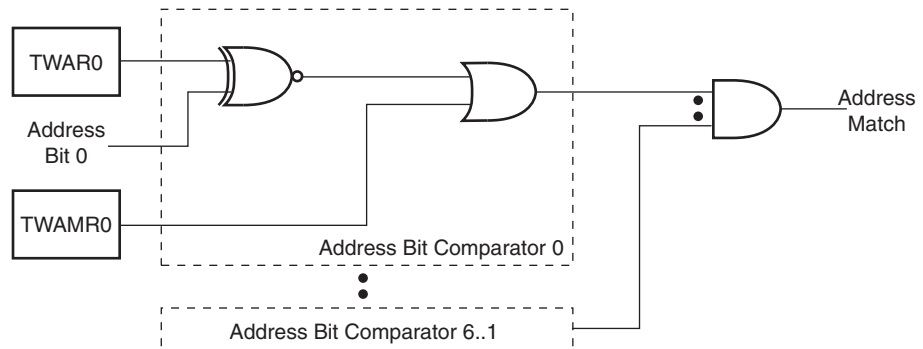 TWAR0
Address
Bit 0
TWAMR0
Address Bit Comparator 0
Address
Match
Address Bit Comparator 6..1